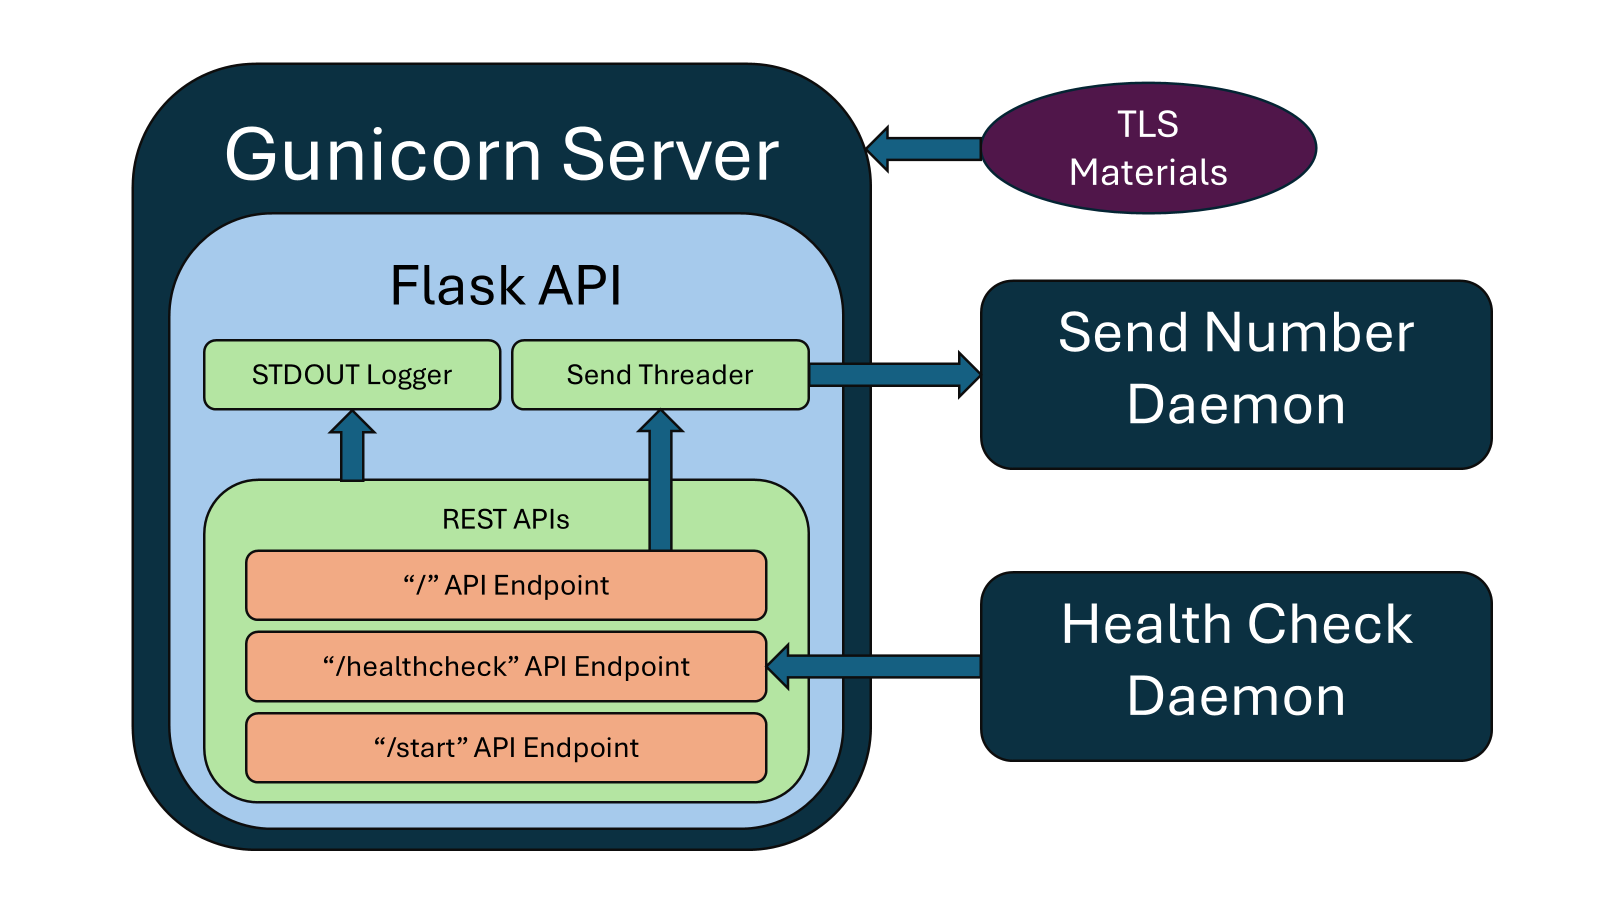 Gunicorn Server
TLS
Materials
Flask API
STDOUT Logger
Send Threader
Send Number
Daemon
REST APIs
“/” API Endpoint
“/healthcheck” API Endpoint
“/start” API Endpoint
Health Check
Daemon